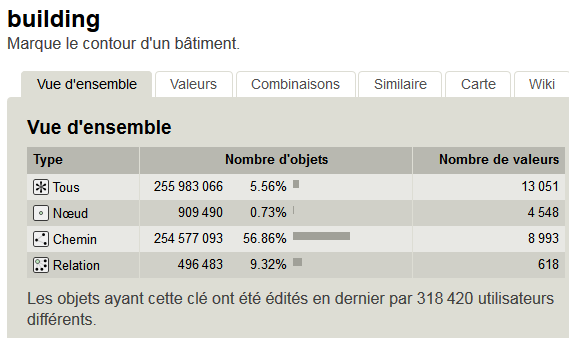 building
Marque le contour d'un bâtiment.
Vue d'ensemble Valeurs Combinaisons Similaire Carte Wiki
Vue d'ensemble
Type Nombre d'objets Nombre de valeurs
Tous 255 983 066 5.56% 13 051
Nœud 909 490 0.73% 4 548
Chemin 254 577 093 56.86% 8 993
Relation 496 483 9.32% 618
Les objets ayant cette clé ont été édités en dernier par 318 420 utilisateurs
différents.